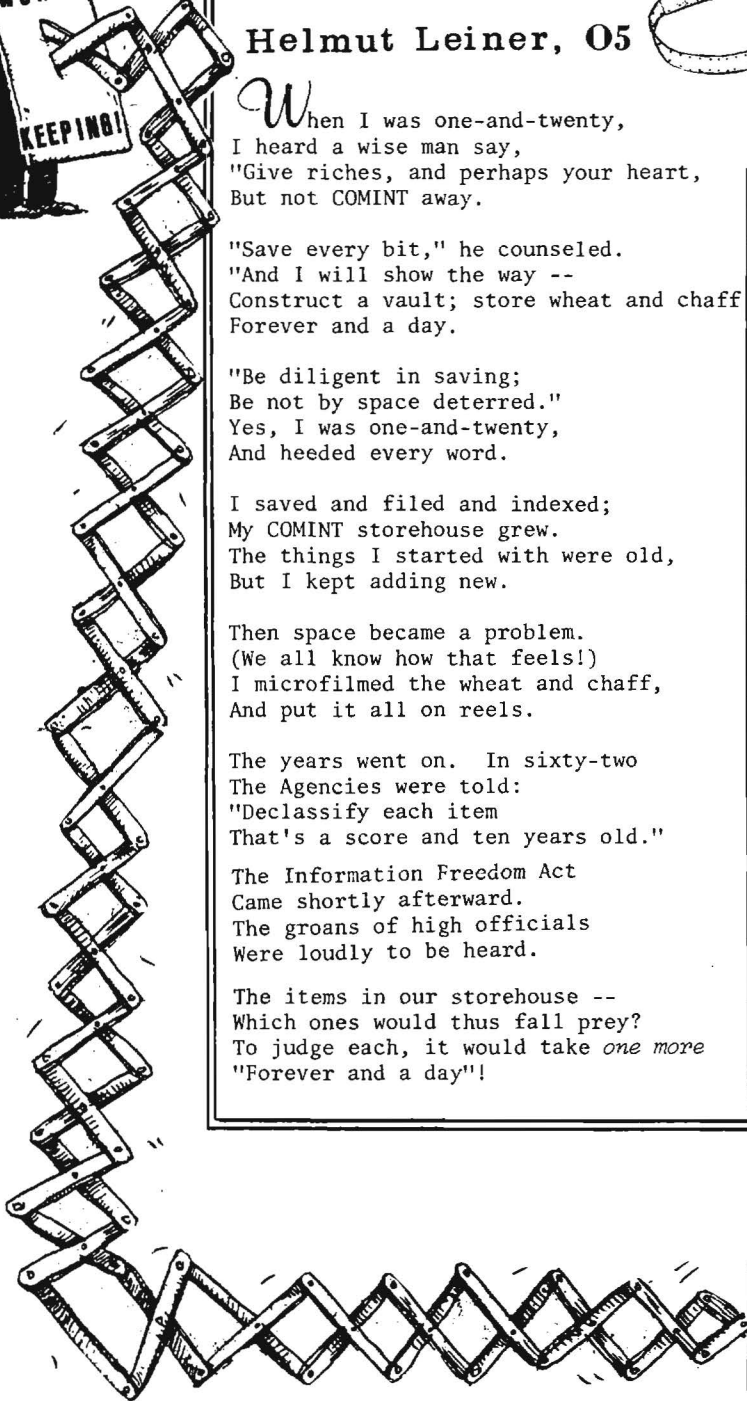 KEEPING!
Helmut Leiner, 05
When I was one-and-twenty,
I heard a wise man say,
"Give riches, and perhaps your heart,
But not COMINT away.
"Save every bit," he counseled.
"And I will show the way --
Construct a vault; store wheat and chaff
Forever and a day.
"Be diligent in saving;
Be not by space deterred."
Yes, I was one-and-twenty,
And heeded every word.
I saved and filed and indexed;
My COMINT storehouse grew.
The things I started with were old,
But I kept adding new.
Then space became a problem.
(We all know how that feels!)
I microfilmed the wheat and chaff,
And put it all on reels.
The years went on. In sixty-two
The Agencies were told:
"Declassify each item
That's a score and ten years old."
The Information Freedom Act
Came shortly afterward.
The groans of high officials
Were loudly to be heard.
The items in our storehouse --
Which ones would thus fall prey?
To judge each, it would take one more
"Forever and a day"!